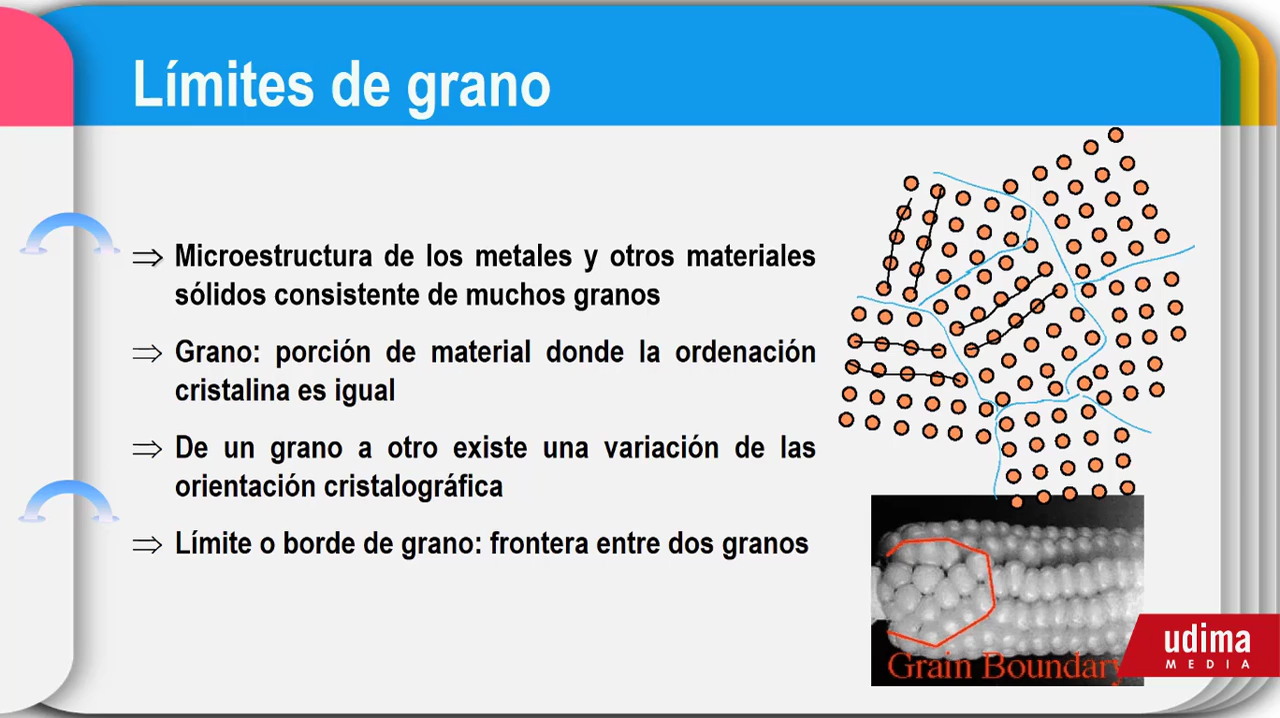 Límites de grano
⇒ Microestructura de los metales y otros materiales
sólidos consistente de muchos granos
⇒ Grano: porción de material donde la ordenación
cristalina es igual
⇒ De un grano a otro existe una variación de las
orientación cristalográfica
⇒ Límite o borde de grano: frontera entre dos granos
Grain Boundary
udima
MEDIA